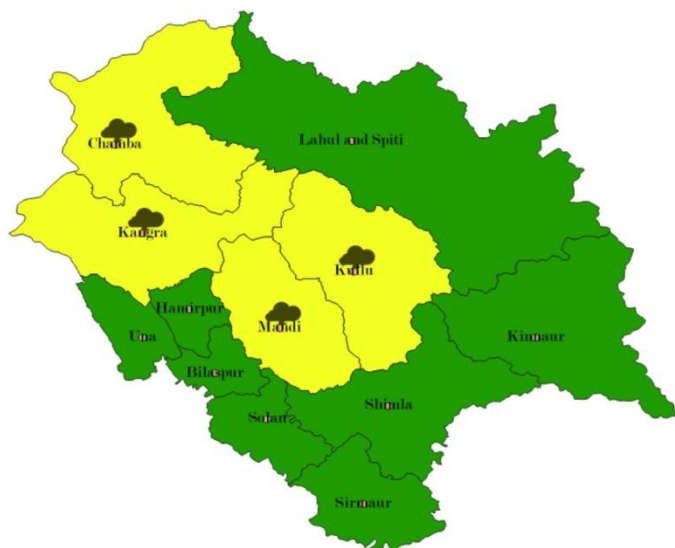 Chamba
Lahul and Spiti
Kangra
Kullu
Hamirpur
Mandi
Una
Kinnaur
Bilaspur
Shimla
Solan
Sirmaur